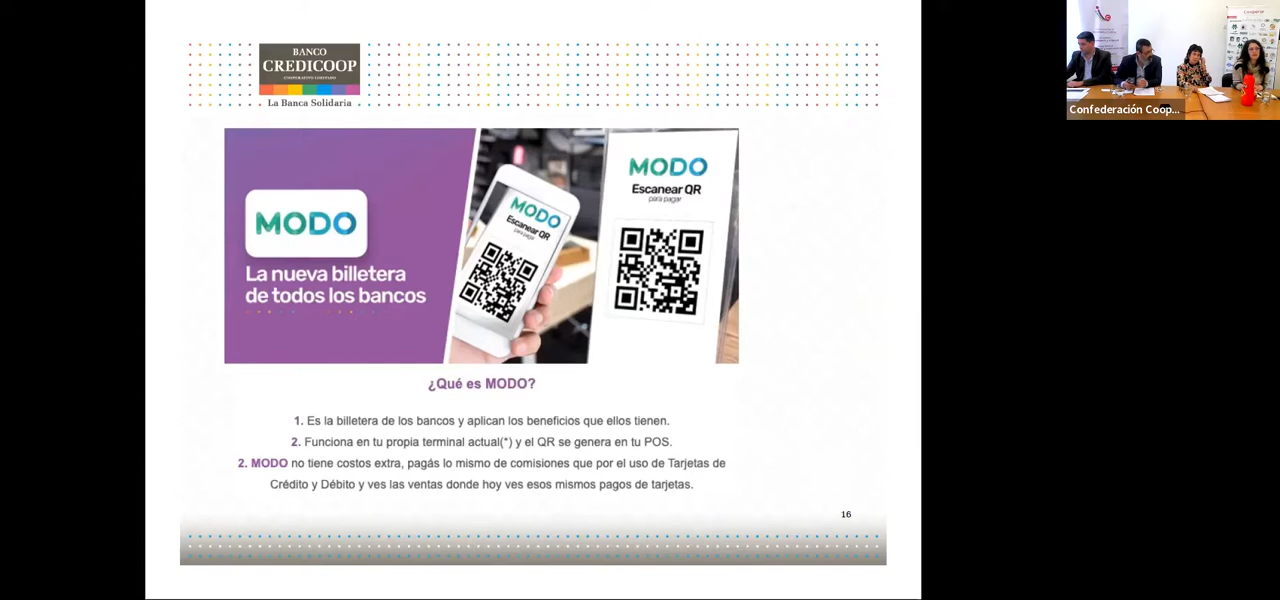 BANCO
CREDICOOP
COOPERATIVO LIMITADO
La Banca Solidaria
MODO
La nueva billetera
de todos los bancos
MODO
Escanear QR
para pagar
MODO
Escanear QR
para pagar
¿Qué es MODO?
1. Es la billetera de los bancos y aplican los beneficios que ellos tienen.
2. Funciona en tu propia terminal actual(*) y el QR se genera en tu POS.
2. MODO no tiene costos extra, pagás lo mismo de comisiones que por el uso de Tarjetas de
Crédito y Débito y ves las ventas donde hoy ves esos mismos pagos de tarjetas.
16
Cooperar
Confederación Coop...